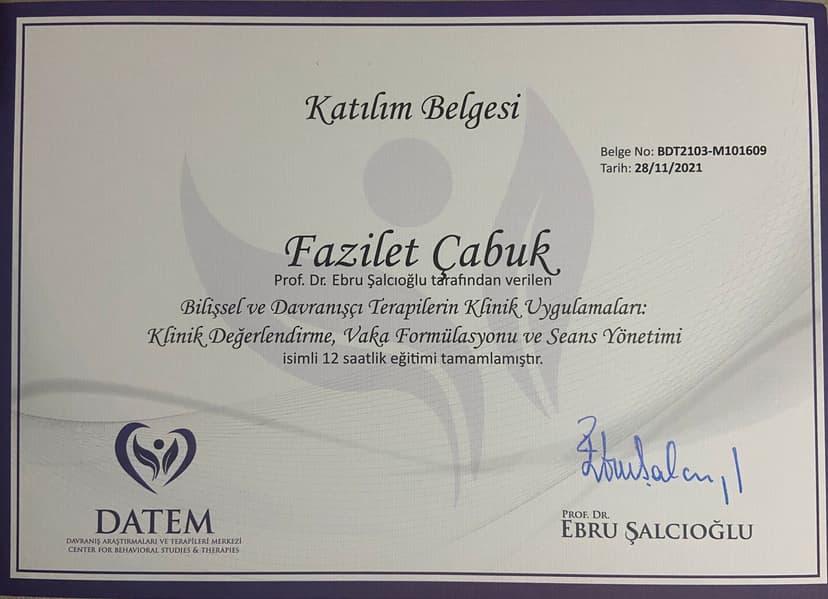 Katılım Belgesi
Belge No: BDT2103-M101609
Tarih: 28/11/2021
Fazilet Çabuk
Prof. Dr. Ebru Şalcıoğlu tarafından verilen
Bilişsel ve Davranışçı Terapilerin Klinik Uygulamaları:
Klinik Değerlendirme, Vaka Formülasyonu ve Seans Yönetimi
isimli 12 saatlik eğitimi tamamlamıştır.
DATEM
DAVRANIŞ ARAŞTIRMALARI VE TERAPİLERİ MERKEZİ
CENTER FOR BEHAVIORAL STUDIES & THERAPIES
PROF. DR.
EBRU ŞALCIOĞLU